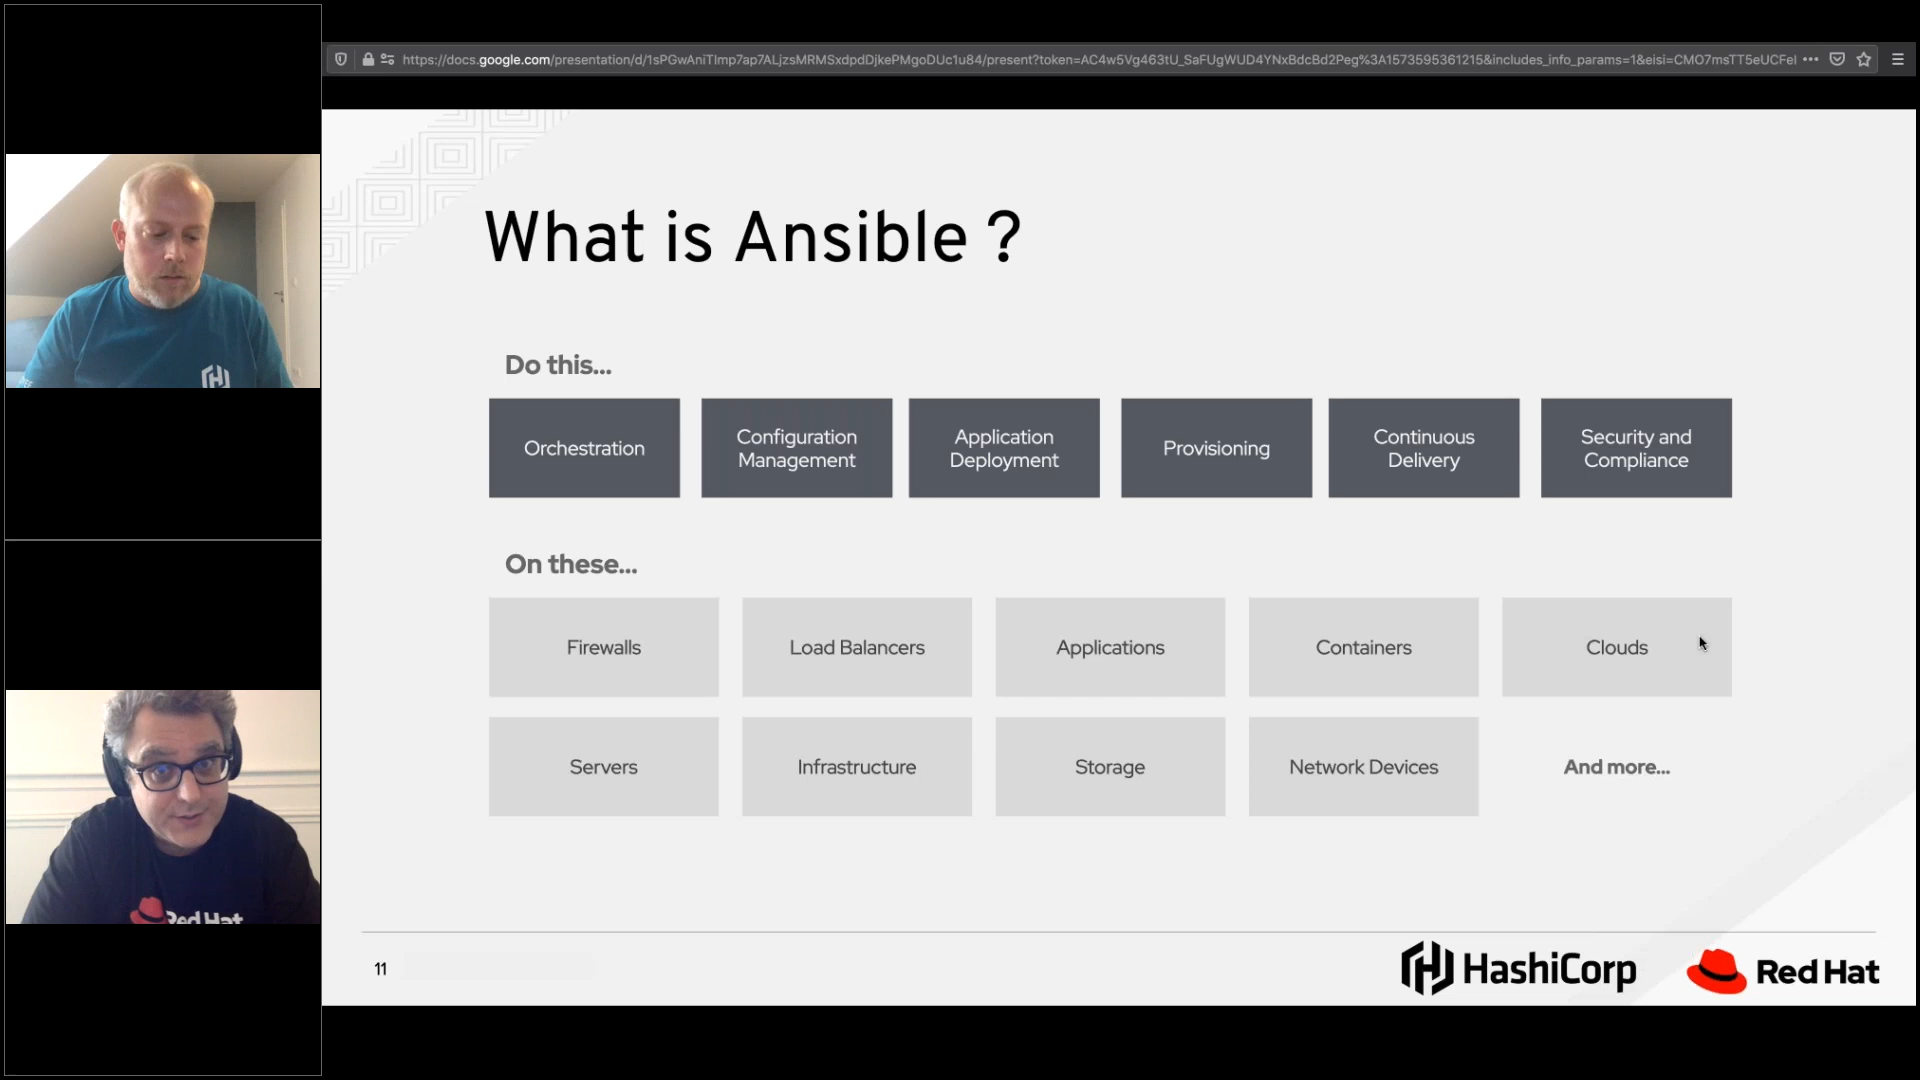 https://docs.google.com/presentation/d/1sPGwAniTImp7ap7ALjzsMRMSxdpdDjkePMgoDUc1u84/present?token=AC4w5Vg463tU_SaFUgWUD4YNxBdcBd2Peg%3A1573595361215&includes_info_params=1&eisi=CMO7msTT5eUCFeI
What is Ansible ?
Do this...
Orchestration
Configuration
Management
Application
Deployment
Provisioning
Continuous
Delivery
Security and
Compliance
On these...
Firewalls
Load Balancers
Applications
Containers
Clouds
Servers
Infrastructure
Storage
Network Devices
And more...
Red Hat
11
HashiCorp
Red Hat